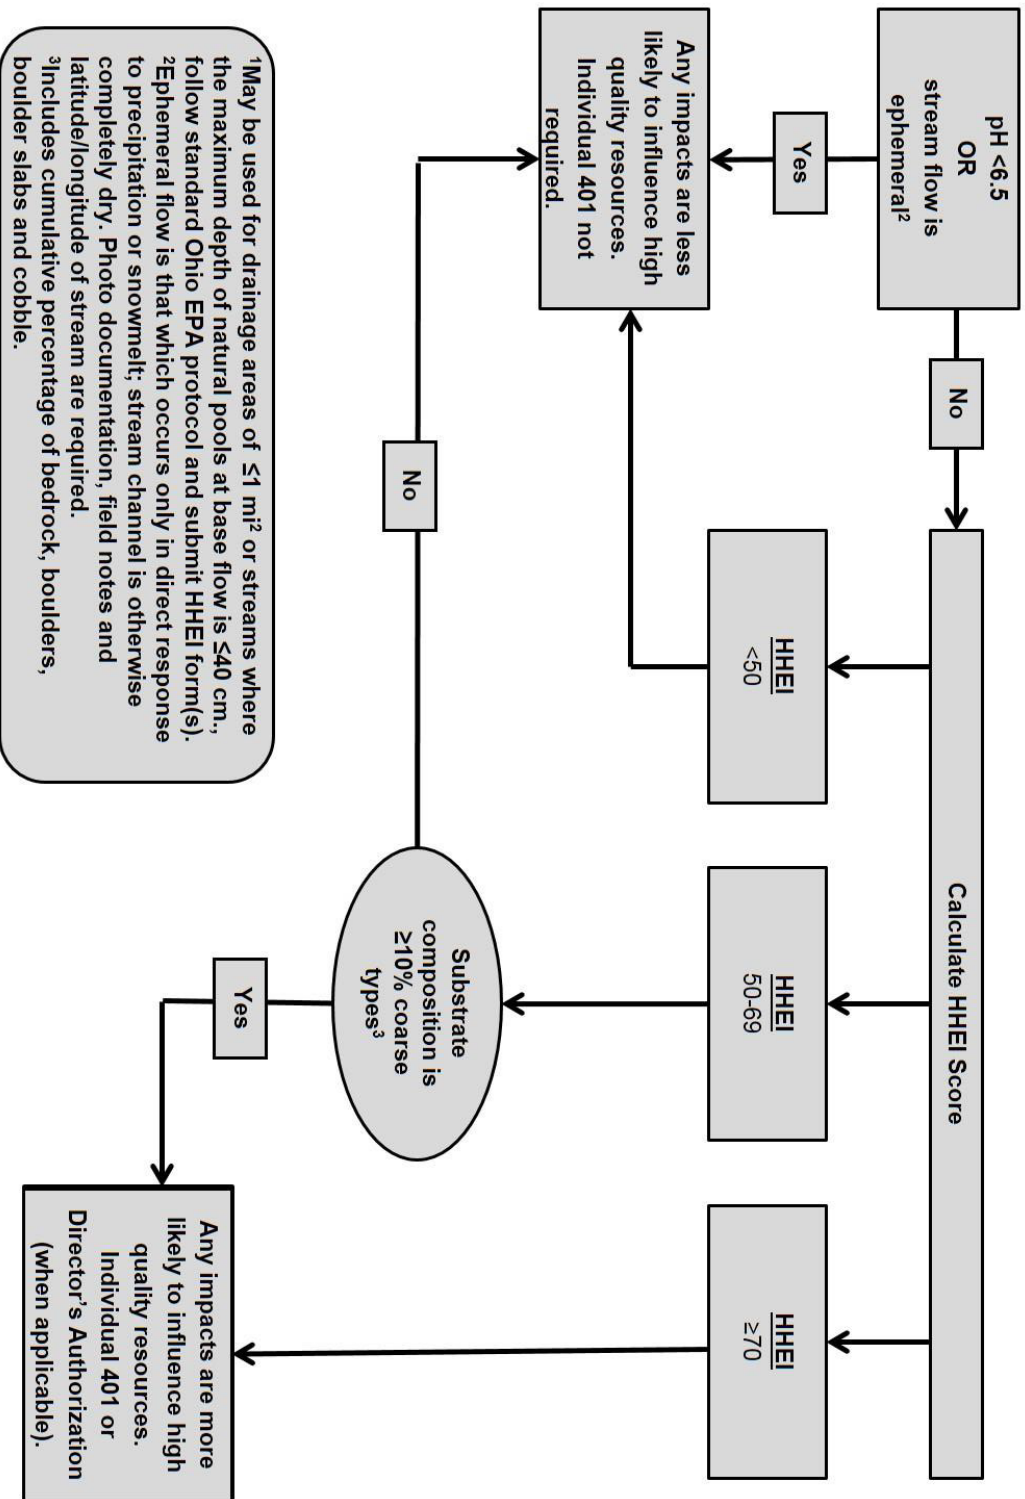 pH <6.5
OR
stream flow is
ephemeral²
No
Calculate HHEI Score
Yes
HHEI
<50
HHEI
50-69
HHEI
≥70
Any impacts are less
likely to influence high
quality resources.
Individual 401 not
required.
Substrate
composition is
≥10% coarse
types³
No
Yes
Any impacts are more
likely to influence high
quality resources.
Individual 401 or
Director's Authorization
(when applicable).
¹May be used for drainage areas of ≤1 mi² or streams where
the maximum depth of natural pools at base flow is ≤40 cm.,
follow standard Ohio EPA protocol and submit HHEI form(s).
²Ephemeral flow is that which occurs only in direct response
to precipitation or snowmelt; stream channel is otherwise
completely dry. Photo documentation, field notes and
latitude/longitude of stream are required.
³Includes cumulative percentage of bedrock, boulders,
boulder slabs and cobble.